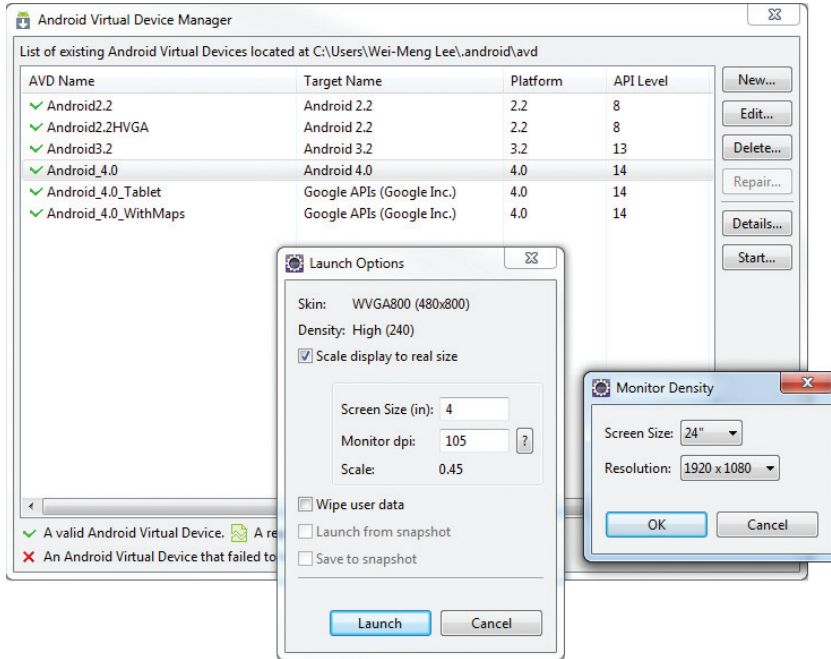 Android Virtual Device Manager
List of existing Android Virtual Devices located at C:\Users\Wei-Meng Lee\.android\avd
AVD Name Target Name Platform API Level
Android2.2 Android 2.2 2.2 8
Android2.2HVGA Android 2.2 2.2 8
Android3.2 Android 3.2 3.2 13
Android_4.0 Android 4.0 4.0 14
Android_4.0_Tablet Google APIs (Google Inc.) 4.0 14
Android_4.0_WithMaps Google APIs (Google Inc.) 4.0 14
New...
Edit...
Delete...
Repair...
Details...
Start...
A valid Android Virtual Device. A re
An Android Virtual Device that failed to
Launch Options
Skin: WVGA800 (480x800)
Density: High (240)
Scale display to real size
Screen Size (in): 4
Monitor dpi: 105 ?
Scale: 0.45
Wipe user data
Launch from snapshot
Save to snapshot
Launch Cancel
Monitor Density
Screen Size: 24"
Resolution: 1920 x 1080
OK Cancel